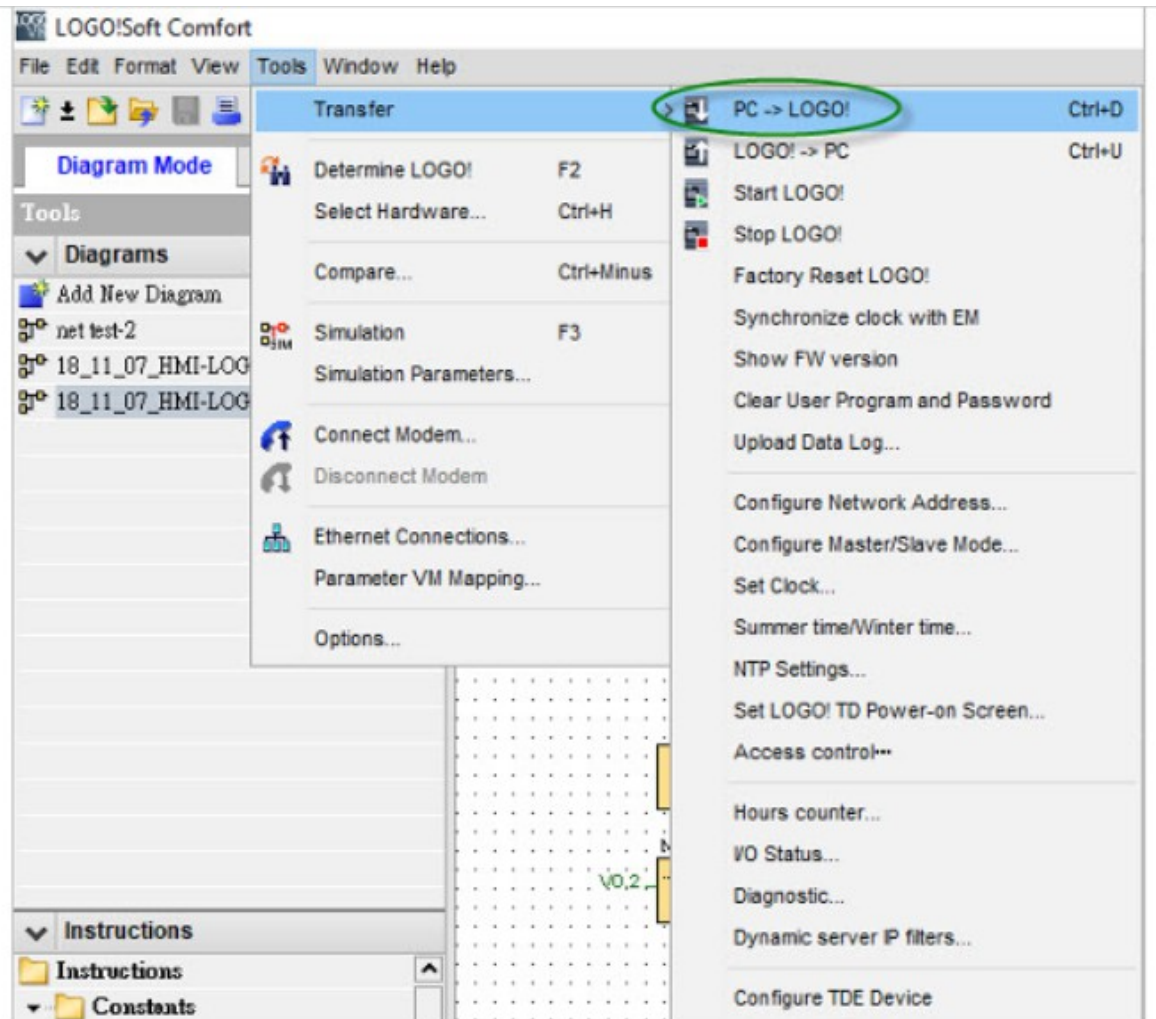 LOGO!Soft Comfort
File Edit Format View Tools Window Help
Diagram Mode
Tools
Diagrams
Add New Diagram
net test-2
18_11_07_HMI-LOG
18_11_07_HMI-LOG
Transfer
Determine LOGO! F2
Select Hardware... Ctrl+H
Compare... Ctrl+Minus
Simulation F3
Simulation Parameters...
Connect Modem...
Disconnect Modem
Ethernet Connections...
Parameter VM Mapping...
Options...
PC -> LOGO! Ctrl+D
LOGO! -> PC Ctrl+U
Start LOGO!
Stop LOGO!
Factory Reset LOGO!
Synchronize clock with EM
Show FW version
Clear User Program and Password
Upload Data Log...
Configure Network Address...
Configure Master/Slave Mode...
Set Clock...
Summer time/Winter time...
NTP Settings...
Set LOGO! TD Power-on Screen...
Access control...
Hours counter...
I/O Status...
Diagnostic...
Dynamic server IP filters...
Configure TDE Device
V0,2
Instructions
Instructions
Constants